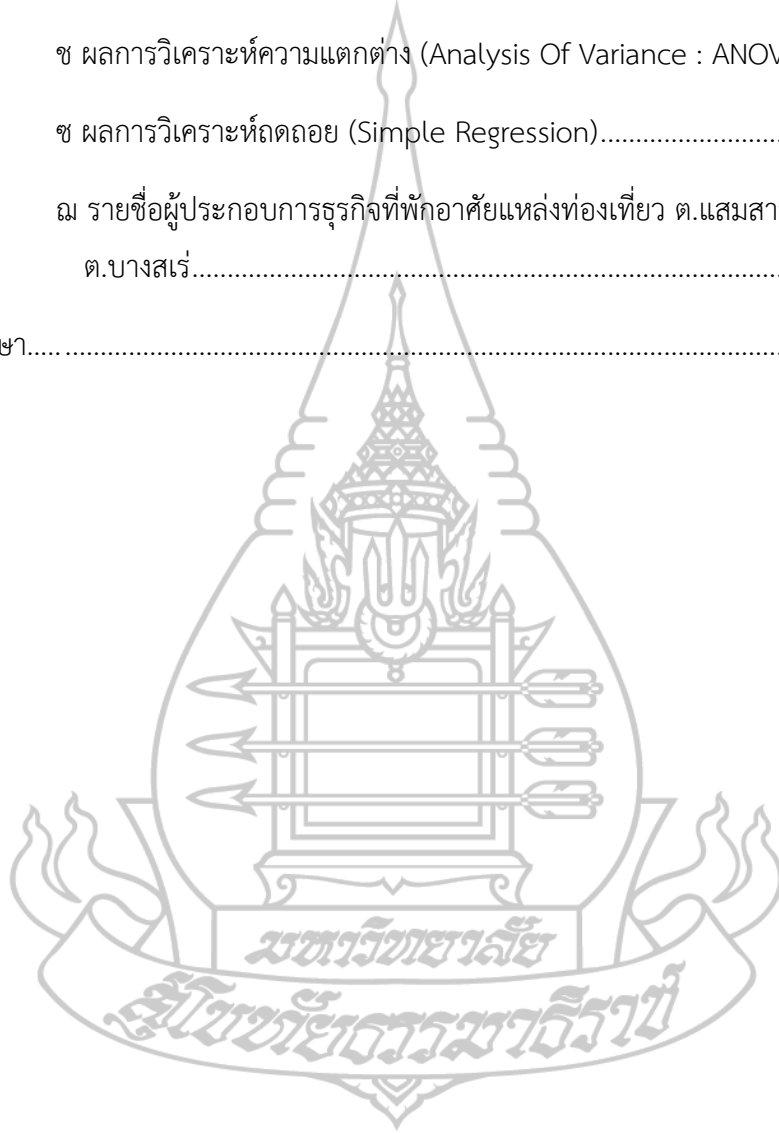 ช ผลการวิเคราะห์ความแตกต่าง (Analysis Of Variance : ANOV
ซ ผลการวิเคราะห์ถดถอย (Simple Regression)..........................
ฌ รายชื่อผู้ประกอบการธุรกิจที่พักอาศัยแหล่งท่องเที่ยว ต.แสมสา
ต.บางสเร่...................................................................................
ษา..... .....................................................................................................
มหาวิทยาลัย
สุโขทัยธรรมาธิราช